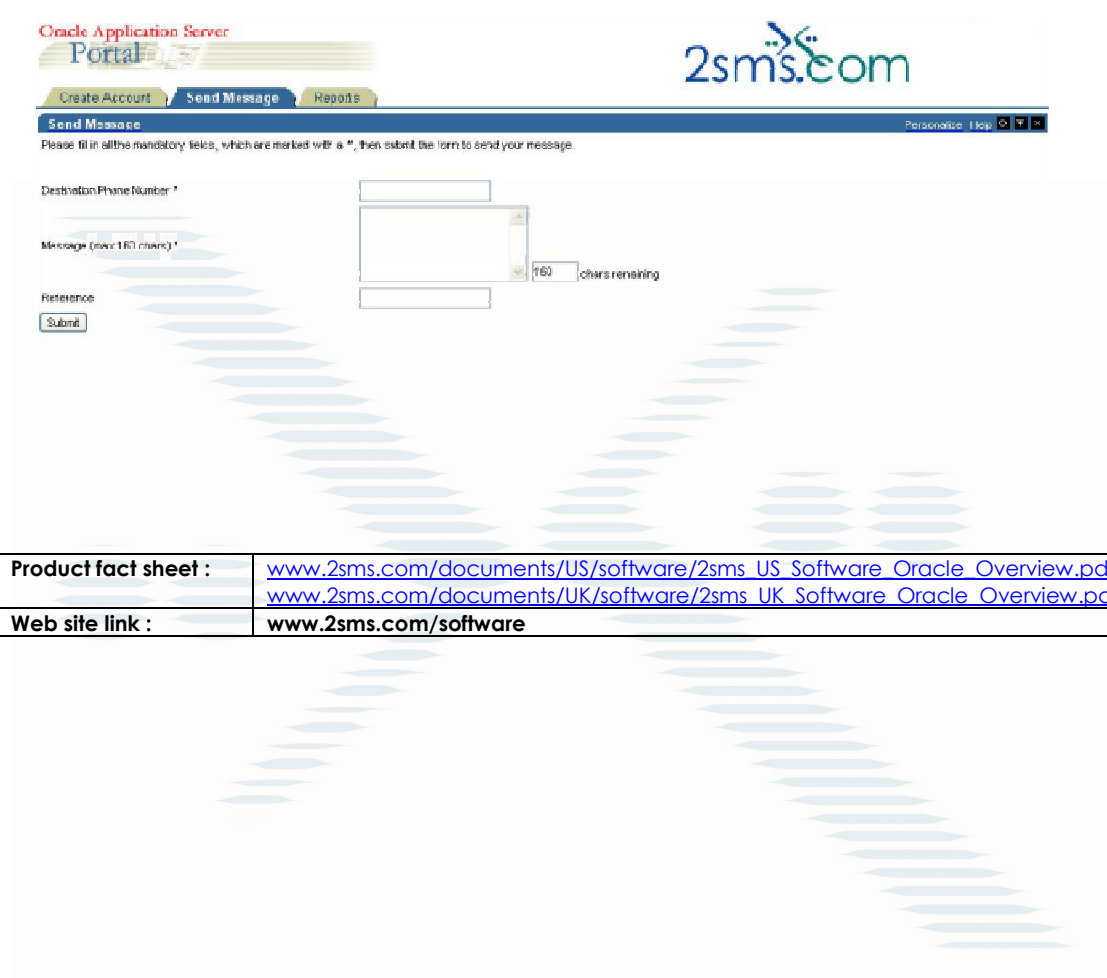 Oracle Application Server
Portal
2sms.com
Create Account Send Message Reports
Send Message Personalize Help
Please fill in all the mandatory fields, which are marked with a *, then submit the form to send your message.
Destination Phone Number *
Message (max 160 chars) *
160 chars remaining
Reference
Submit
Product fact sheet : www.2sms.com/documents/US/software/2sms_US_Software_Oracle_Overview.pd
www.2sms.com/documents/UK/software/2sms_UK_Software_Oracle_Overview.pd
Web site link : www.2sms.com/software